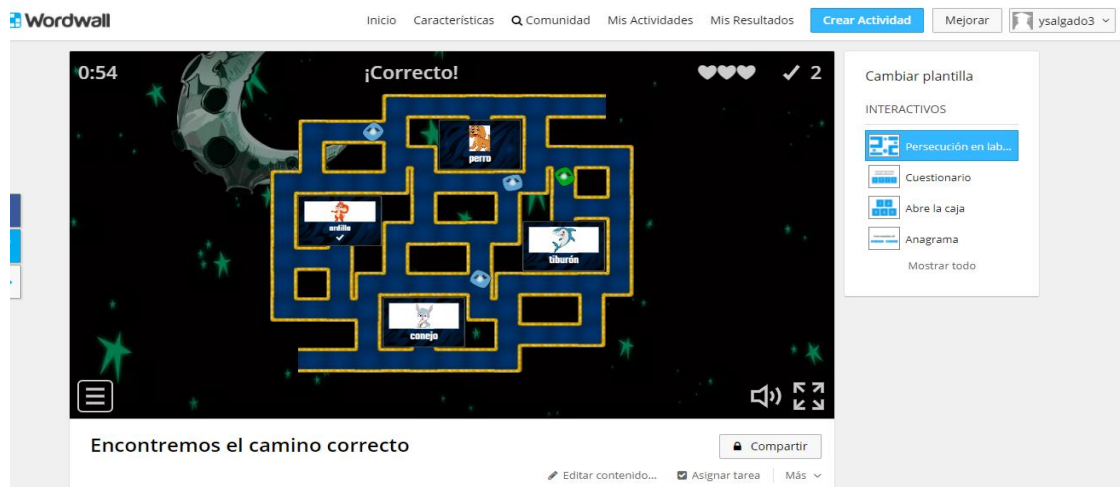 Wordwall
Inicio Características Comunidad Mis Actividades Mis Resultados Crear Actividad Mejorar ysalgado3
0:54 ¡Correcto! 2
Cambiar plantilla
INTERACTIVOS
Persecución en lab...
Cuestionario
Abre la caja
Anagrama
Mostrar todo
perro
ardilla
tiburón
conejo
Encontremos el camino correcto
Compartir
Editar contenido... Asignar tarea Más